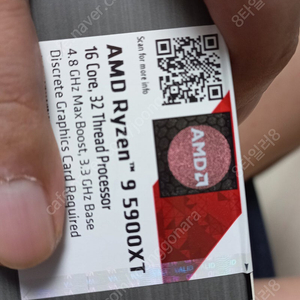 Scan for more info
AMD Ryzen™ 9 5900XT
16 Core, 32 Thread Processor
4.8 GHz Max Boost, 3.3 GHz Base
Discrete Graphics Card Required
AMD